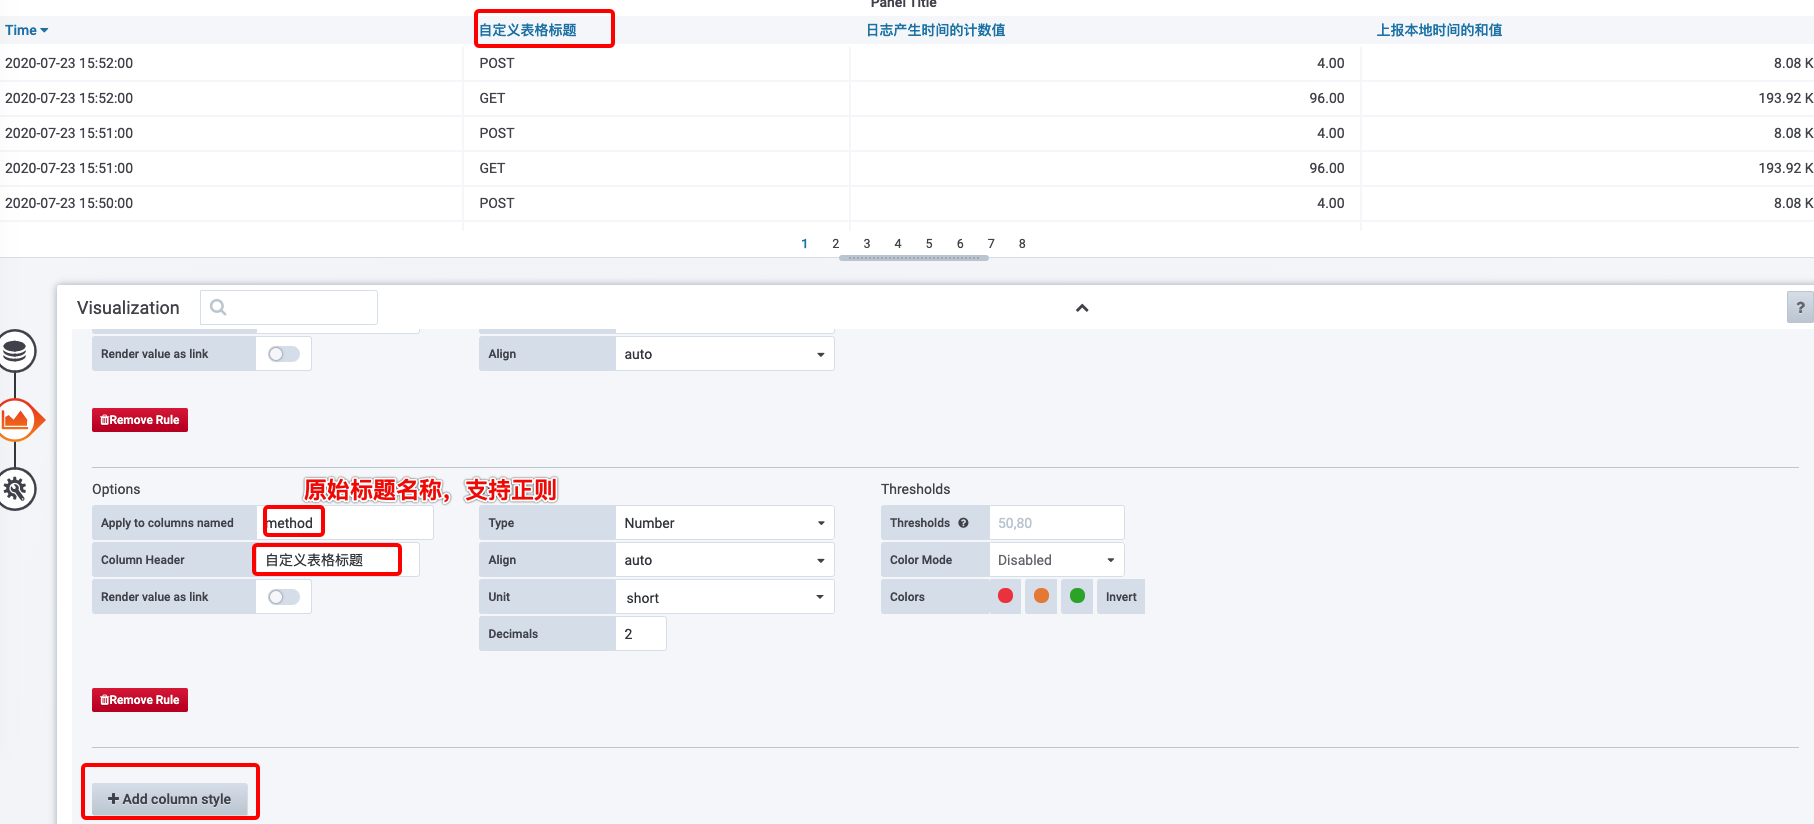 Panel Title
Time 自定义表格标题 日志产生时间的计数值 上报本地时间的和值
2020-07-23 15:52:00 POST 4.00 8.08 K
2020-07-23 15:52:00 GET 96.00 193.92 K
2020-07-23 15:51:00 POST 4.00 8.08 K
2020-07-23 15:51:00 GET 96.00 193.92 K
2020-07-23 15:50:00 POST 4.00 8.08 K
1 2 3 4 5 6 7 8
Visualization ?
Render value as link Align auto
Remove Rule
Options 原始标题名称，支持正则 Thresholds
Apply to columns named method Type Number Thresholds ? 50,80
Column Header 自定义表格标题 Align auto Color Mode Disabled
Render value as link Unit short Colors Invert
Decimals 2
Remove Rule
+ Add column style